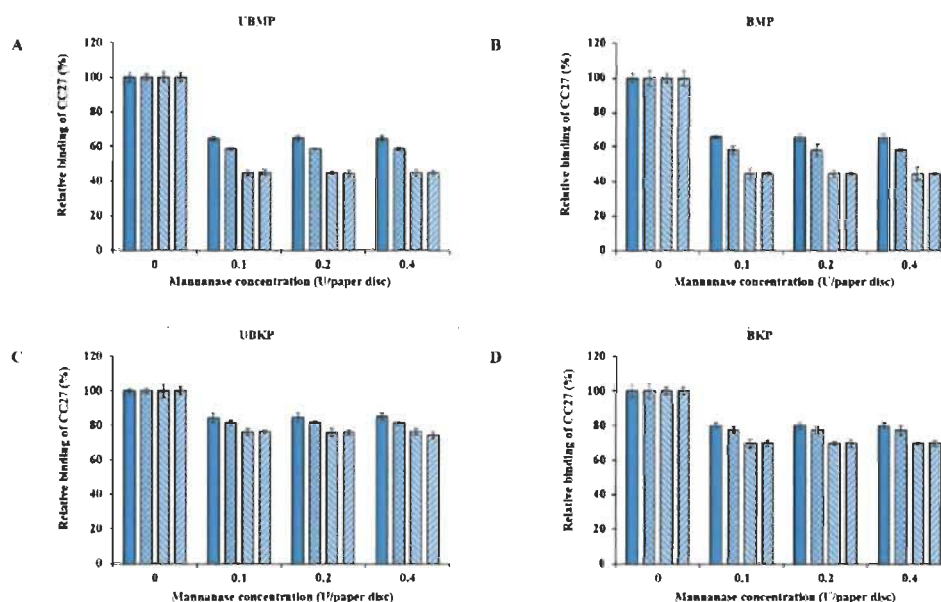 UBMP
A
120
100
80
60
40
20
0
Relative binding of CC27 (%)
0 0.1 0.2 0.4
Mannanase concentration (U/paper disc)
BMP
B
120
100
80
60
40
20
0
Relative binding of CC27 (%)
0 0.1 0.2 0.4
Mannanase concentration (U/paper disc)
UBKP
C
120
100
80
60
40
20
0
Relative binding of CC27 (%)
0 0.1 0.2 0.4
Mannanase concentration (U/paper disc)
BKP
D
120
100
80
60
40
20
0
Relative binding of CC27 (%)
0 0.1 0.2 0.4
Mannanase concentration (U/paper disc)